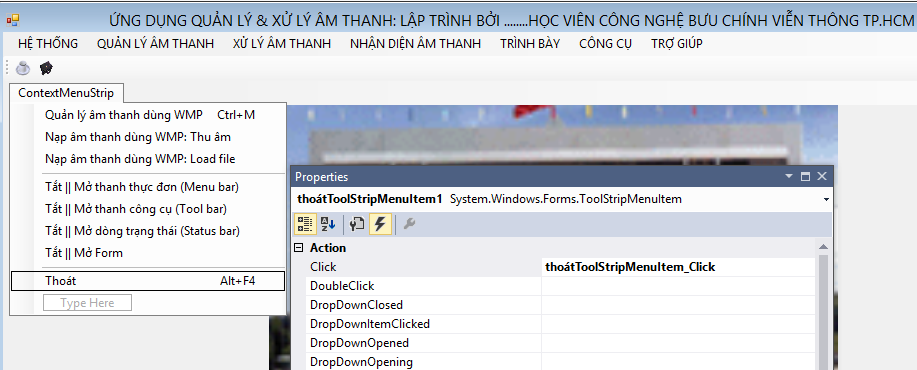 ỨNG DỤNG QUẢN LÝ & XỬ LÝ ÂM THANH: LẬP TRÌNH BỞI ........HỌC VIÊN CÔNG NGHỆ BƯU CHÍNH VIỄN THÔNG TP.HCM
HỆ THỐNG QUẢN LÝ ÂM THANH XỬ LÝ ÂM THANH NHẬN DIỆN ÂM THANH TRÌNH BÀY CÔNG CỤ TRỢ GIÚP
ContextMenuStrip
Quản lý âm thanh dùng WMP Ctrl+M
Nạp âm thanh dùng WMP: Thu âm
Nạp âm thanh dùng WMP: Load file
Tắt || Mở thanh thực đơn (Menu bar)
Tắt || Mở thanh công cụ (Tool bar)
Tắt || Mở dòng trạng thái (Status bar)
Tắt || Mở Form
Thoát Alt+F4
Type Here
Properties
thoátToolStripMenuItem1 System.Windows.Forms.ToolStripMenuItem
Action
Click thoátToolStripMenuItem_Click
DoubleClick
DropDownClosed
DropDownItemClicked
DropDownOpened
DropDownOpening